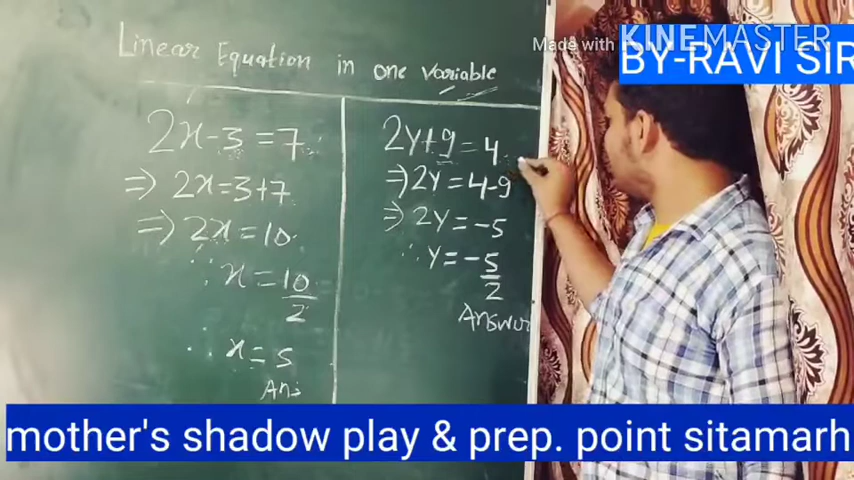 Linear Equation in one variable
2x-3=7
⇒ 2x=3+7
⇒ 2x=10
∴ x=10/2
∴ x=5
Ans
2y+9=4
⇒ 2y=4-9
⇒ 2y=-5
∴ y=-5/2
Answer
Made with KINEMASTER
BY-RAVI SIR
mother's shadow play & prep. point sitamarh